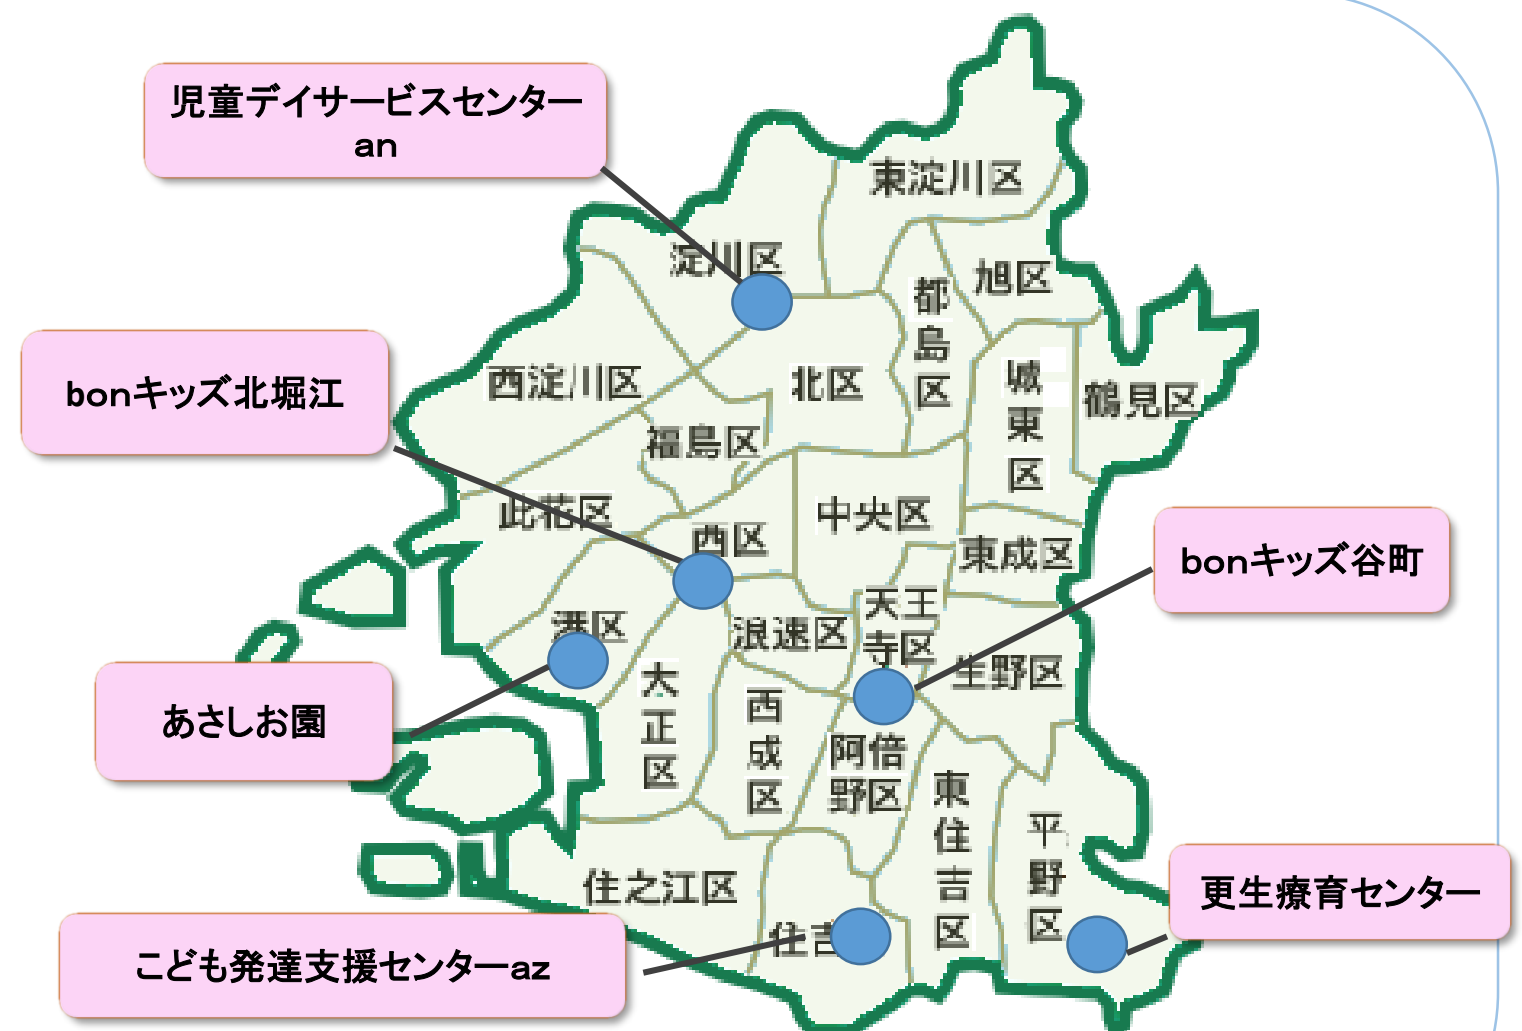 児童デイサービスセンター
an
東淀川区
淀川区
旭区
都島区
bonキッズ北堀江
西淀川区
北区
城東区
鶴見区
福島区
此花区
中央区
西区
東成区
bonキッズ谷町
天王
寺区
港区
浪速区
生野区
あさしお園
大正区
西成区
阿倍
野区
東住吉区
平野区
住之江区
更生療育センター
住吉
こども発達支援センターaz